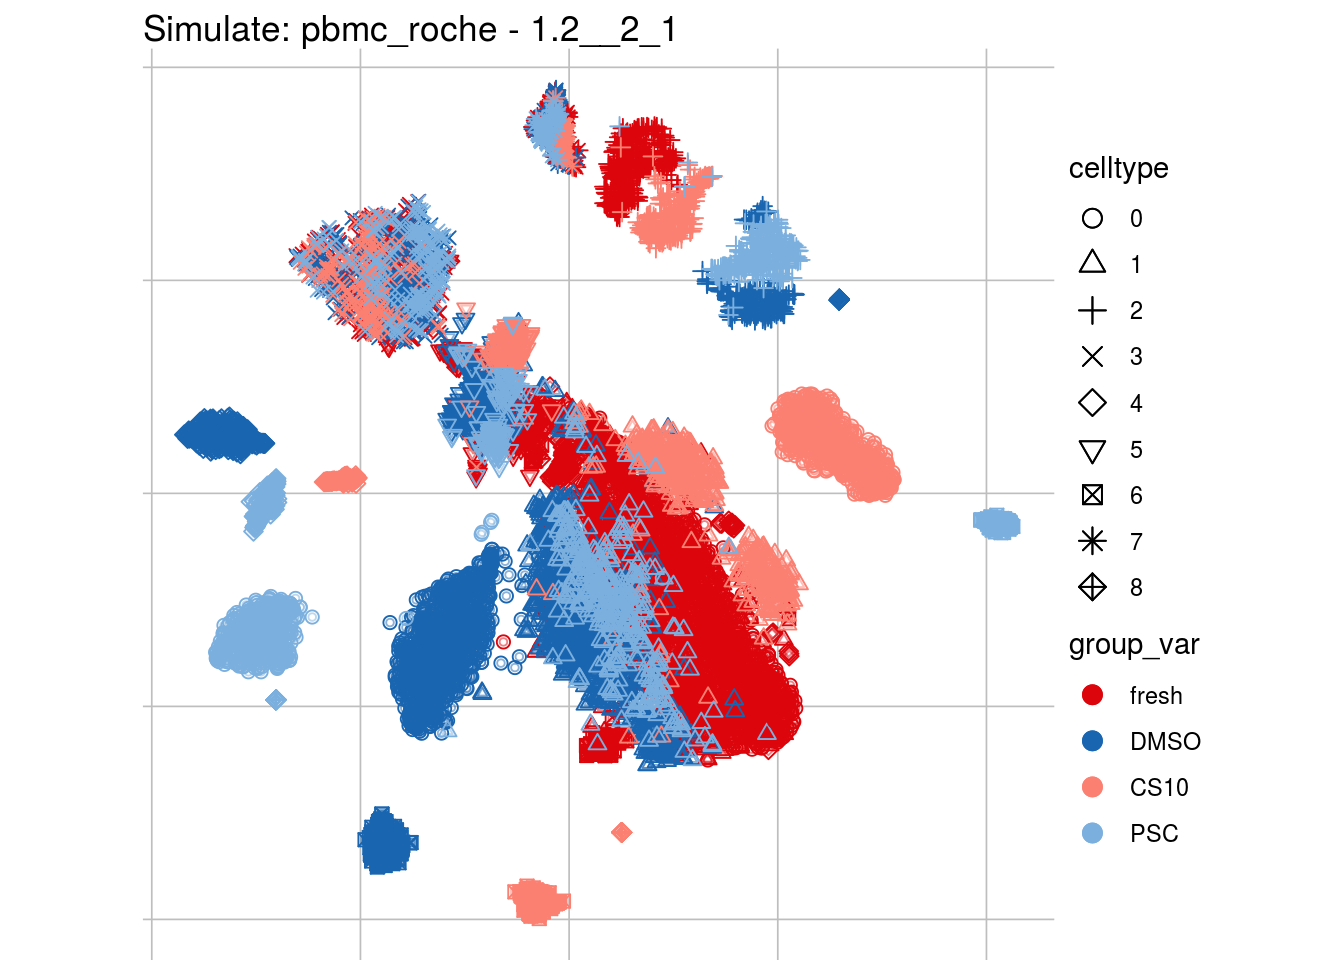 Simulate: pbmc_roche - 1.2__2_1
celltype
0
1
2
3
4
5
6
7
8
group_var
fresh
DMSO
CS10
PSC